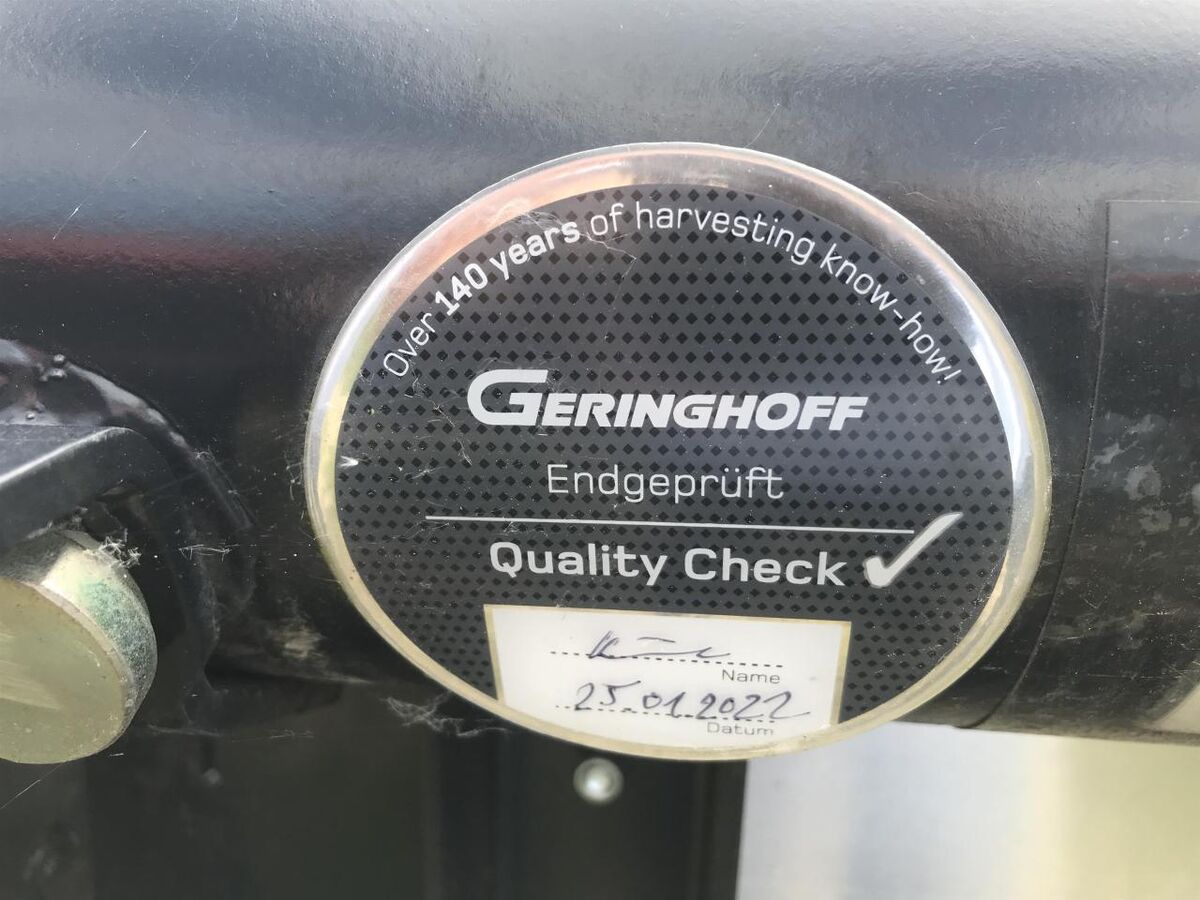 Over 140 years of harvesting know-how!
GERINGHOFF
Endgeprüft
Quality Check
Name
25.01.2022
Datum